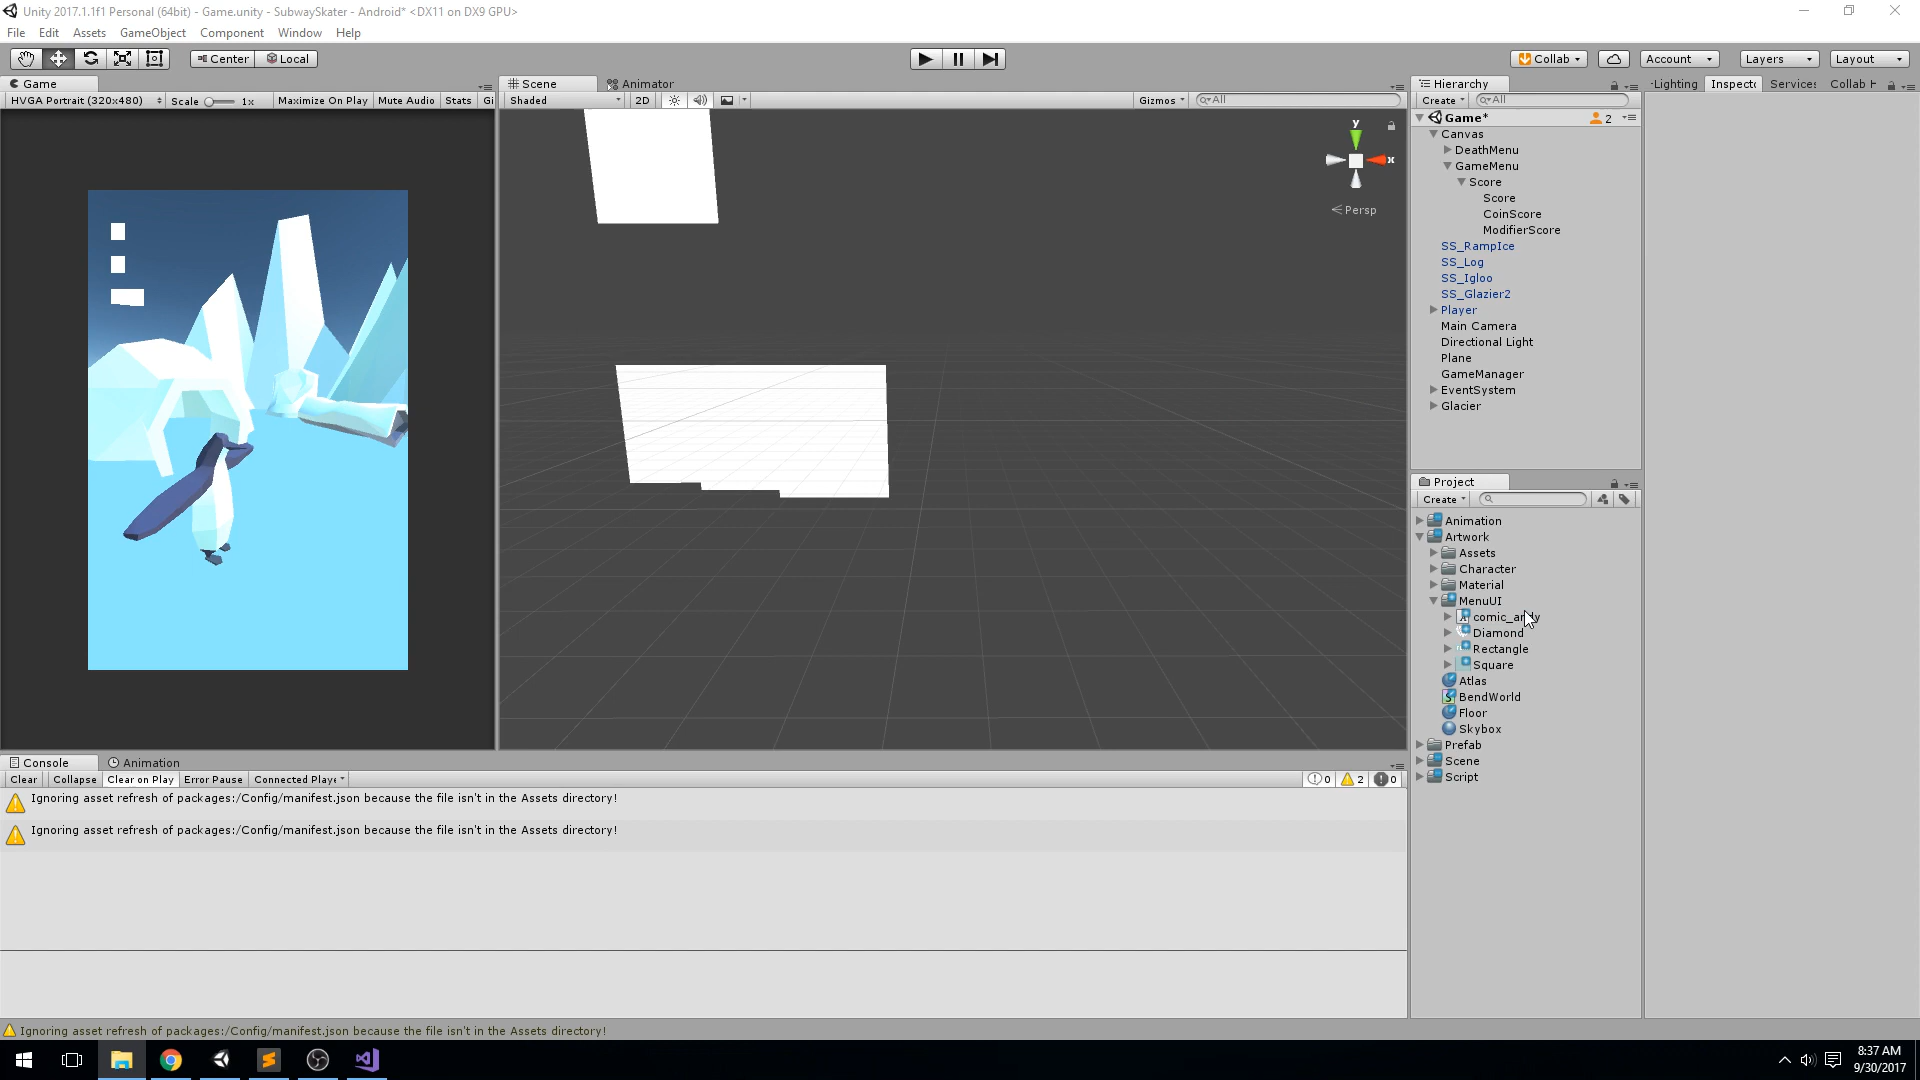 Unity 2017.1.1f1 Personal (64bit) - Game.unity - SubwaySkater - Android* <DX11 on DX9 GPU>
File Edit Assets GameObject Component Window Help
Center Local Collab Account Layers Layout
Game Scene Animator Hierarchy Lighting Services Collab H
HVGA Portrait (320x480) Scale 1x Maximize On Play Mute Audio Stats Gi Shaded 2D Gizmos All Create All
Game* 2
Canvas
DeathMenu
GameMenu
Score
Score
CoinScore
ModifierScore
SS_RampIce
SS_Log
SS_Igloo
SS_Glazier2
Player
Main Camera
Directional Light
Plane
GameManager
EventSystem
Glacier
y
x
Persp
Project
Create
Animation
Artwork
Assets
Character
Material
MenuUI
Diamond
Rectangle
Square
Atlas
BendWorld
Floor
Skybox
Prefab
Scene
Script
Console Animation
Clear Collapse Clear on Play Error Pause Connected Playe 0 2 0
Ignoring asset refresh of packages:/Config/manifest.json because the file isn't in the Assets directory!
Ignoring asset refresh of packages:/Config/manifest.json because the file isn't in the Assets directory!
Ignoring asset refresh of packages:/Config/manifest.json because the file isn't in the Assets directory!
8:37 AM
9/30/2017